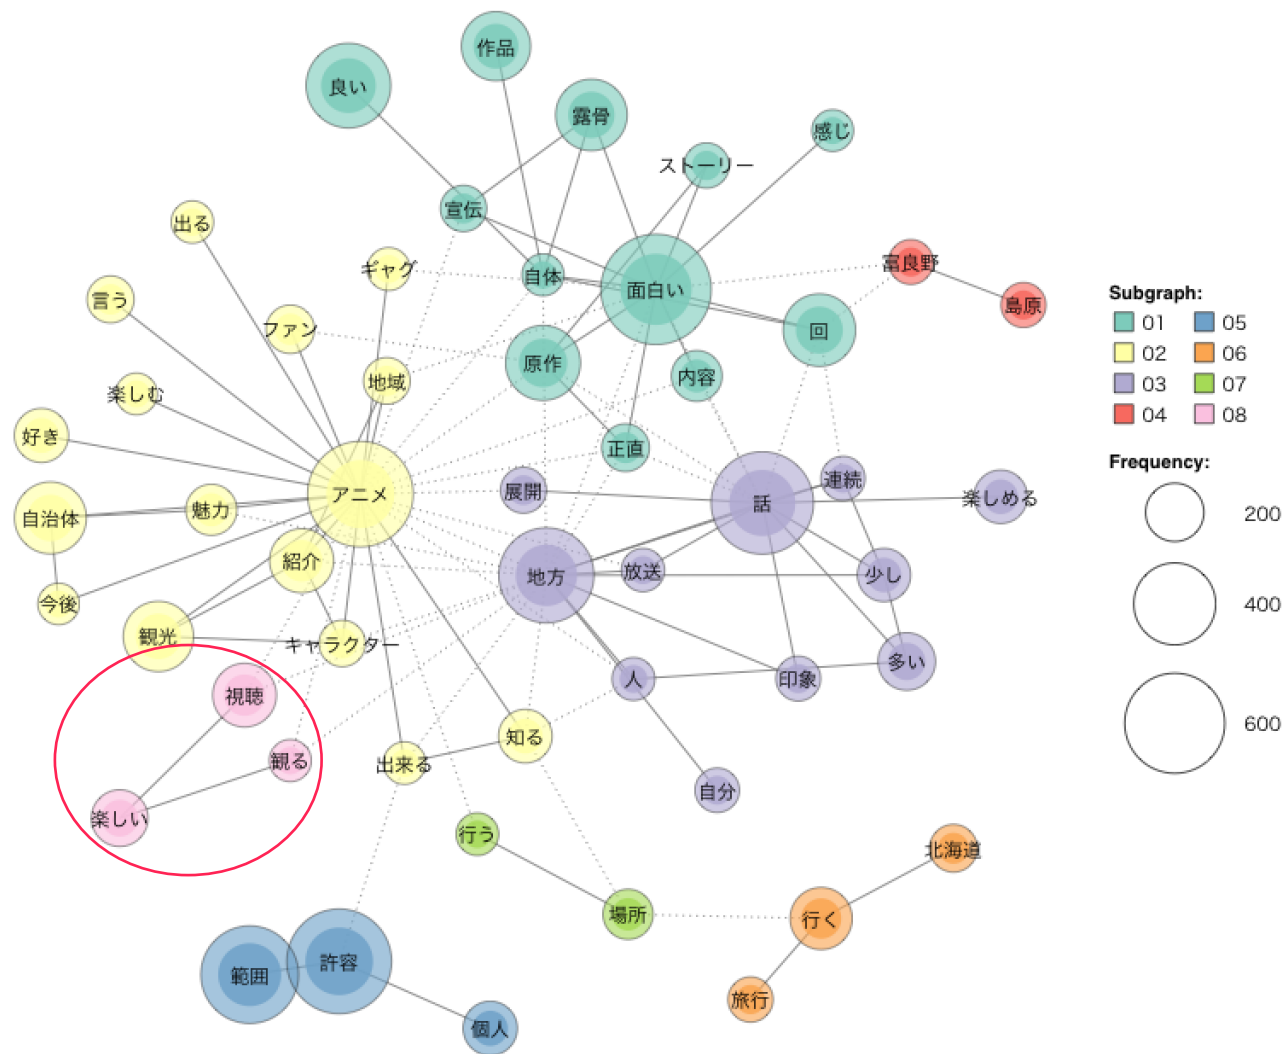 作品
良い
露骨
感じ
ストーリー
宣伝
出る
富良野
ギャグ
自体
面白い
言う
島原
ファン
回
原作
内容
地域
楽しむ
好き
正直
連続
展開
アニメ
楽しめる
話
魅力
自治体
紹介
放送
地方
少し
今後
観光
キャラクター
多い
人
印象
視聴
知る
観る
出来る
自分
楽しい
行う
北海道
場所
行く
許容
範囲
旅行
個人
Subgraph:
01 05
02 06
03 07
04 08
Frequency:
200
400
600